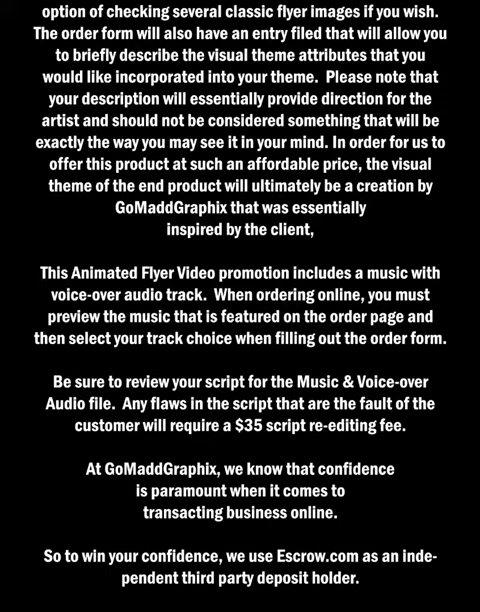 option of checking several classic flyer images if you wish.
The order form will also have an entry filed that will allow you
to briefly describe the visual theme attributes that you
would like incorporated into your theme.  Please note that
your description will essentially provide direction for the
artist and should not be considered something that will be
exactly the way you may see it in your mind. In order for us to
offer this product at such an affordable price, the visual
theme of the end product will ultimately be a creation by
GoMaddGraphix that was essentially
inspired by the client,
This Animated Flyer Video promotion includes a music with
voice-over audio track.  When ordering online, you must
preview the music that is featured on the order page and
then select your track choice when filling out the order form.
Be sure to review your script for the Music & Voice-over
Audio file.  Any flaws in the script that are the fault of the
customer will require a $35 script re-editing fee.
At GoMaddGraphix, we know that confidence
is paramount when it comes to
transacting business online.
So to win your confidence, we use Escrow.com as an inde-
pendent third party deposit holder.